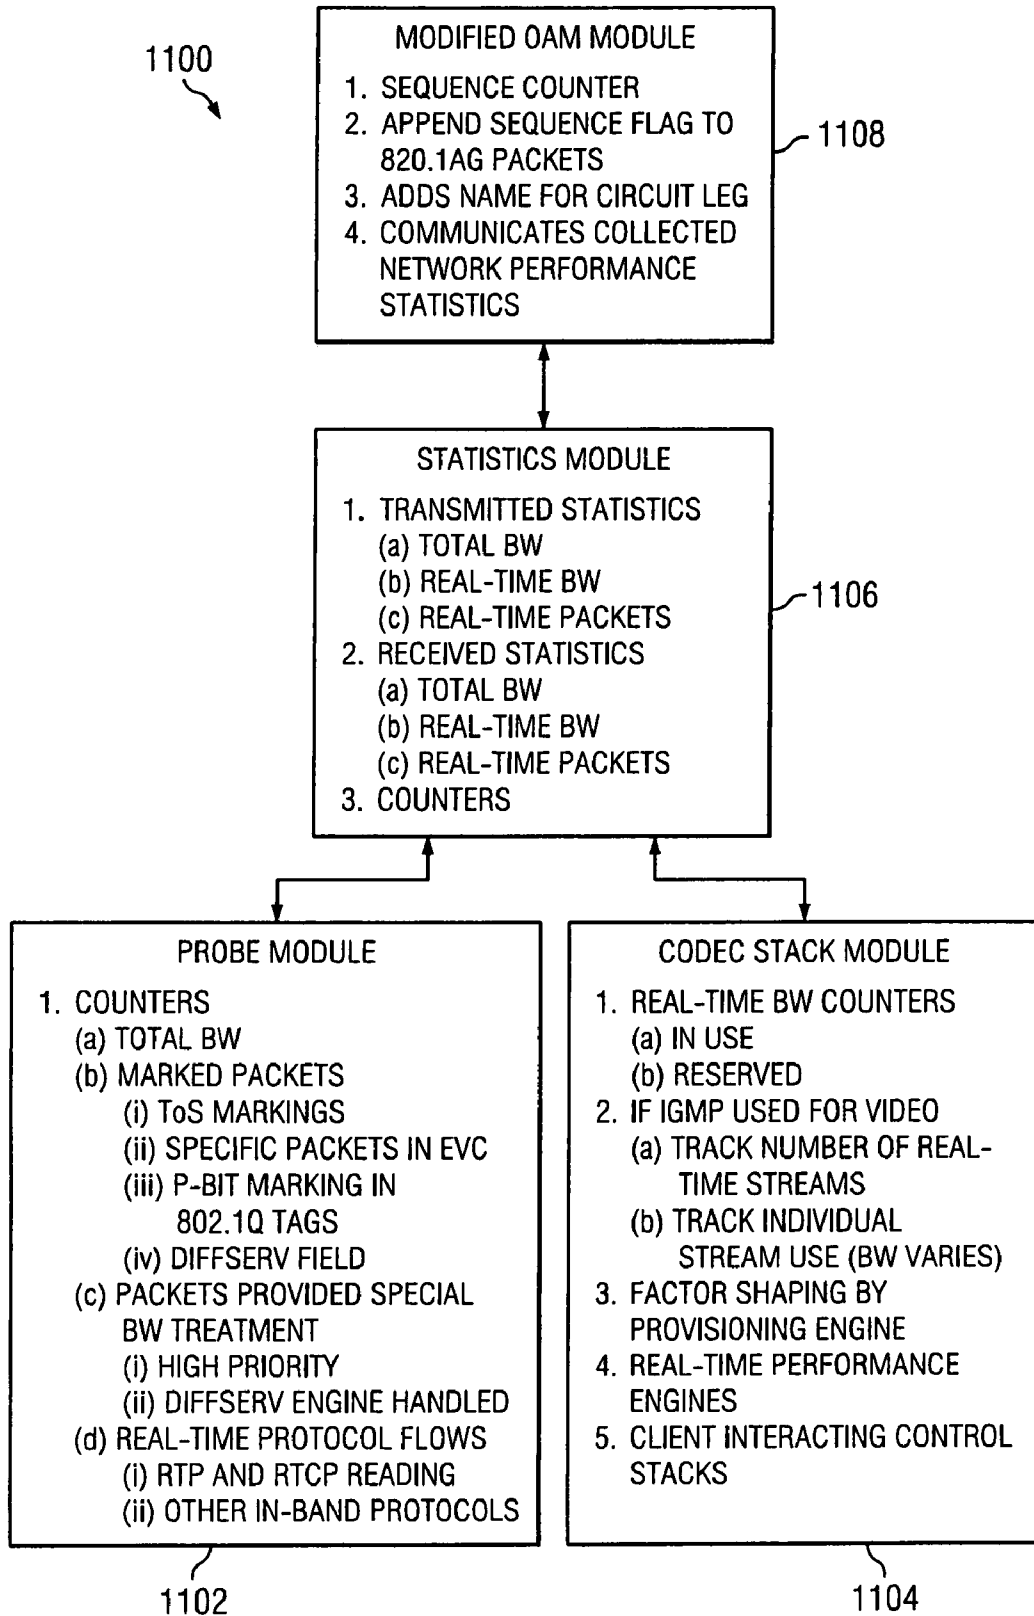 1100
MODIFIED OAM MODULE
1. SEQUENCE COUNTER
2. APPEND SEQUENCE FLAG TO
820.1AG PACKETS
3. ADDS NAME FOR CIRCUIT LEG
4. COMMUNICATES COLLECTED
NETWORK PERFORMANCE
STATISTICS
1108
STATISTICS MODULE
1. TRANSMITTED STATISTICS
(a) TOTAL BW
(b) REAL-TIME BW
(c) REAL-TIME PACKETS
2. RECEIVED STATISTICS
(a) TOTAL BW
(b) REAL-TIME BW
(c) REAL-TIME PACKETS
3. COUNTERS
1106
PROBE MODULE
1. COUNTERS
(a) TOTAL BW
(b) MARKED PACKETS
(i) ToS MARKINGS
(ii) SPECIFIC PACKETS IN EVC
(iii) P-BIT MARKING IN
802.1Q TAGS
(iv) DIFFSERV FIELD
(c) PACKETS PROVIDED SPECIAL
BW TREATMENT
(i) HIGH PRIORITY
(ii) DIFFSERV ENGINE HANDLED
(d) REAL-TIME PROTOCOL FLOWS
(i) RTP AND RTCP READING
(ii) OTHER IN-BAND PROTOCOLS
1102
CODEC STACK MODULE
1. REAL-TIME BW COUNTERS
(a) IN USE
(b) RESERVED
2. IF IGMP USED FOR VIDEO
(a) TRACK NUMBER OF REAL-
TIME STREAMS
(b) TRACK INDIVIDUAL
STREAM USE (BW VARIES)
3. FACTOR SHAPING BY
PROVISIONING ENGINE
4. REAL-TIME PERFORMANCE
ENGINES
5. CLIENT INTERACTING CONTROL
STACKS
1104